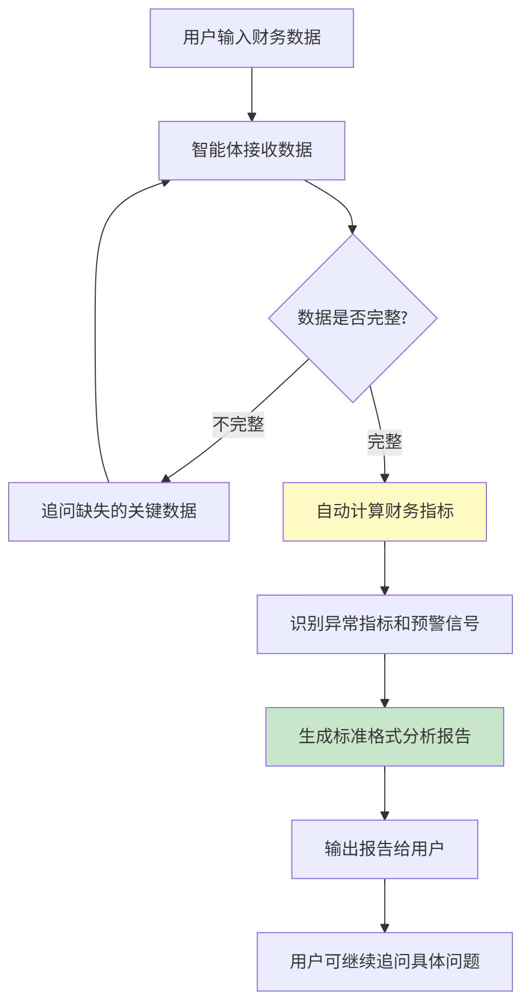 用户输入财务数据
智能体接收数据
数据是否完整?
不完整
完整
追问缺失的关键数据
自动计算财务指标
识别异常指标和预警信号
生成标准格式分析报告
输出报告给用户
用户可继续追问具体问题